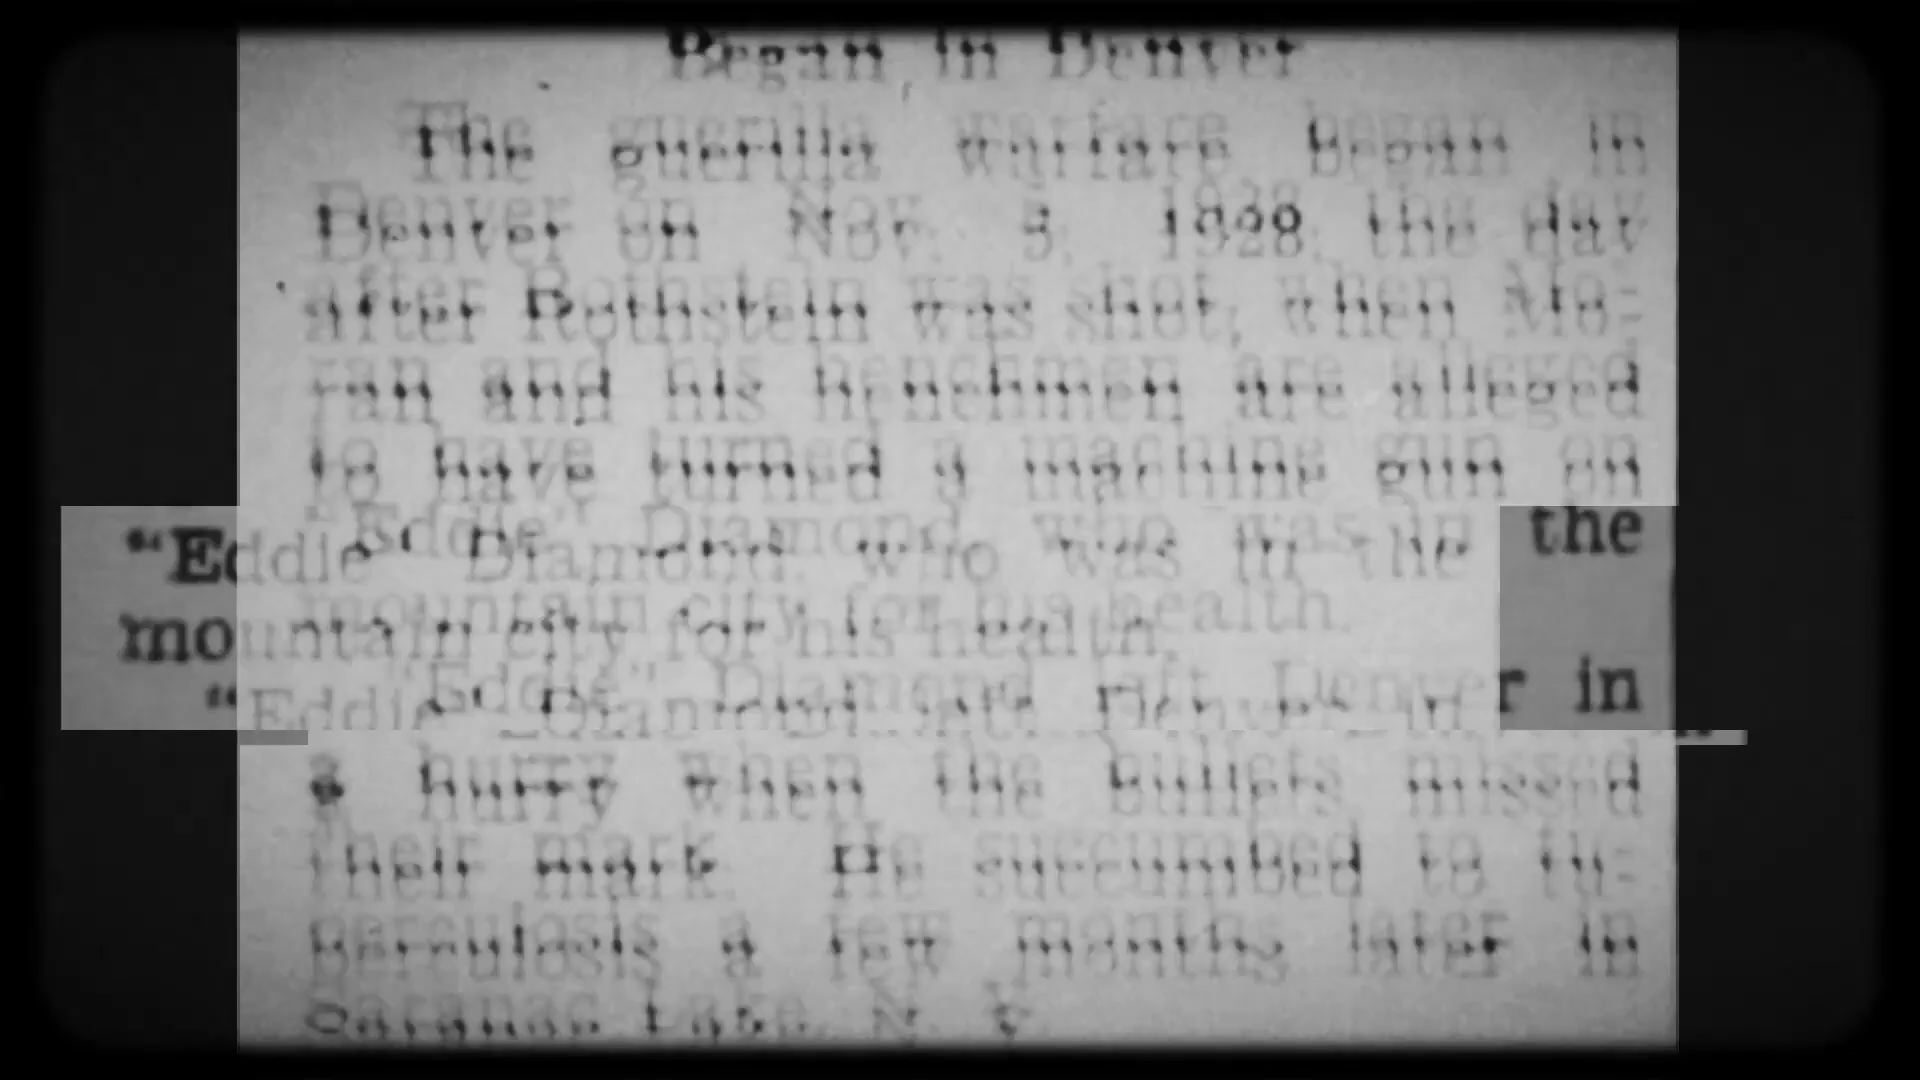 Began in Denver
The guerilla warfare began in
Denver on Nov. 5, 1928, the day
after Rothstein was shot, when Mo-
ran and his henchmen are alleged
to have turned a machine gun on
"Eddie" Diamond, who was in the
mountain city for his health.
"Eddie" Diamond left Denver in
a hurry when the bullets missed
their mark. He succumbed to tu-
berculosis a few months later in
Saranac Lake, N. Y.